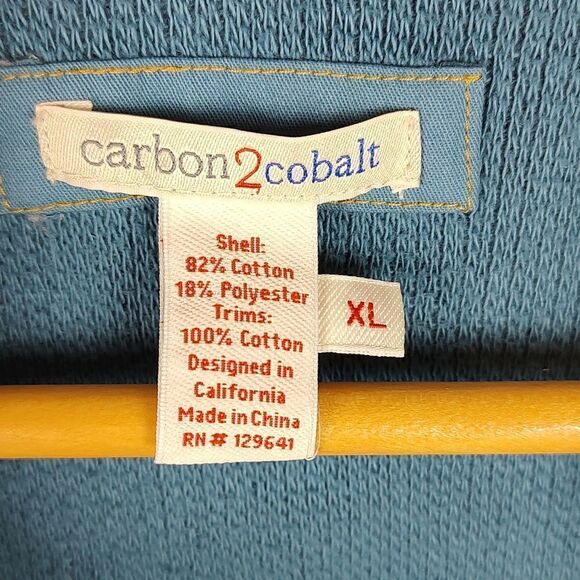 carbon2cobalt
Shell:
82% Cotton
18% Polyester
Trims:
100% Cotton
Designed in
California
Made in China
RN# 129641
XL